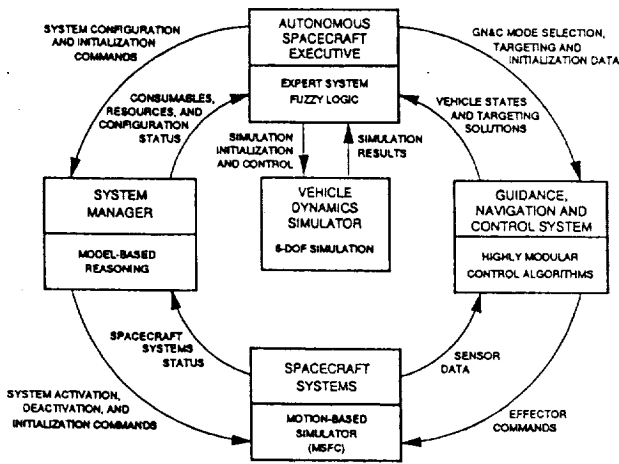 AUTONOMOUS
SPACECRAFT
EXECUTIVE
EXPERT SYSTEM
FUZZY LOGIC
SYSTEM CONFIGURATION
AND INITIALIZATION
COMMANDS
GN&C MODE SELECTION,
TARGETING AND
INITIALIZATION DATA
CONSUMABLES,
RESOURCES, AND
CONFIGURATION
STATUS
VEHICLE STATES
AND TARGETING
SOLUTIONS
SIMULATION
INITIALIZATION
AND CONTROL
SIMULATION
RESULTS
SYSTEM
MANAGER
MODEL-BASED
REASONING
VEHICLE
DYNAMICS
SIMULATOR
6-DOF SIMULATION
GUIDANCE,
NAVIGATION AND
CONTROL SYSTEM
HIGHLY MODULAR
CONTROL ALGORITHMS
SPACECRAFT
SYSTEMS
STATUS
SENSOR
DATA
SYSTEM ACTIVATION,
DEACTIVATION, AND
INITIALIZATION COMMANDS
SPACECRAFT
SYSTEMS
MOTION-BASED
SIMULATOR
(MSFC)
EFFECTOR
COMMANDS